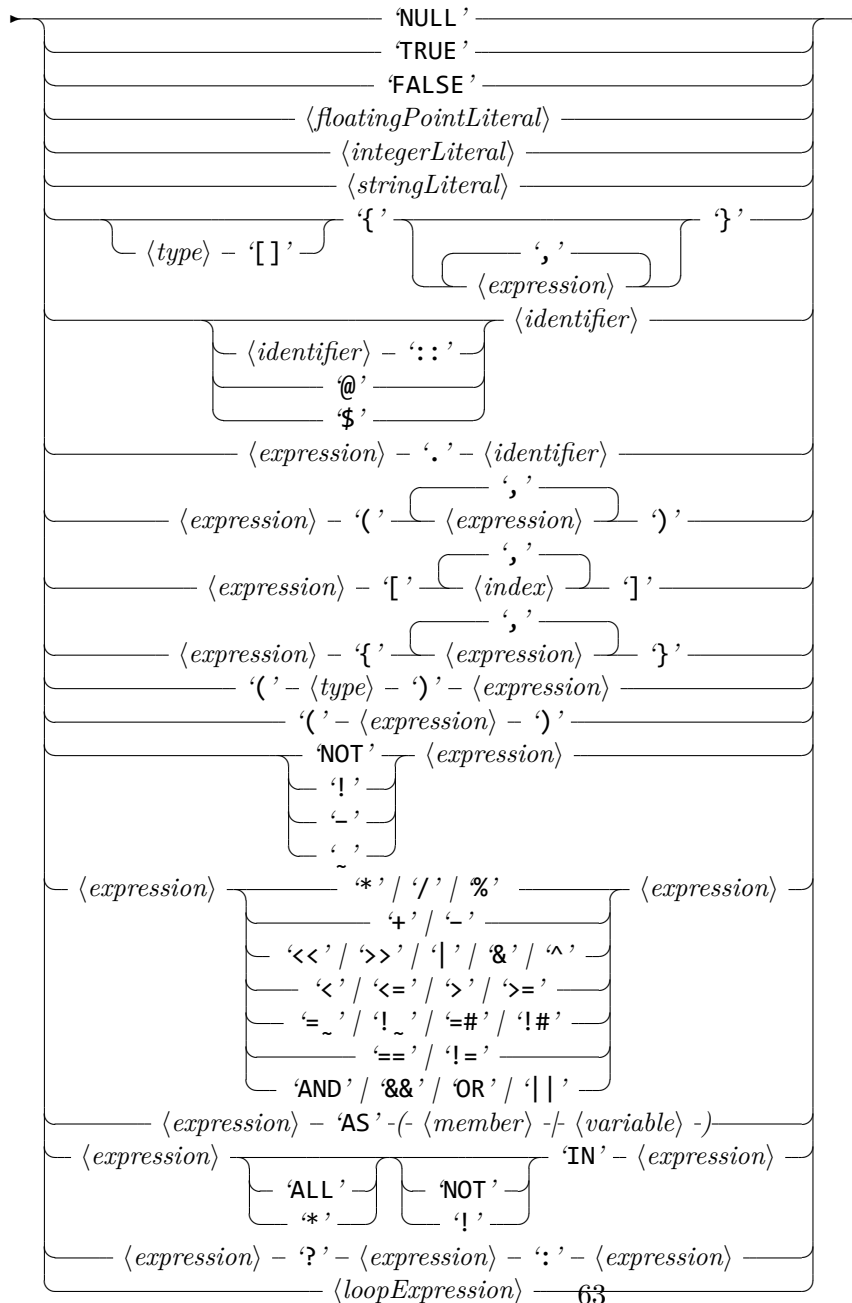 ‘NULL’
‘TRUE’
‘FALSE’
⟨floatingPointLiteral⟩
⟨integerLiteral⟩
⟨stringLiteral⟩
‘{’ ‘}’
⟨type⟩ – ‘[]’ ‘,’
⟨expression⟩
⟨identifier⟩
⟨identifier⟩ – ‘::’
‘@’
‘$’
⟨expression⟩ – ‘.’ – ⟨identifier⟩
‘,’
⟨expression⟩ – ‘(’ ⟨expression⟩ ‘)’
‘,’
⟨expression⟩ – ‘[’ ⟨index⟩ ‘]’
‘,’
⟨expression⟩ – ‘{’ ⟨expression⟩ ‘}’
‘(’ – ⟨type⟩ – ‘)’ – ⟨expression⟩
‘(’ – ⟨expression⟩ – ‘)’
‘NOT’ ⟨expression⟩
‘!’
‘-’
‘~’
⟨expression⟩ ‘*’ / ‘/’ / ‘%’ ⟨expression⟩
‘+’ / ‘-’
‘<<’ / ‘>>’ / ‘|’ / ‘&’ / ‘^’
‘<’ / ‘<=’ / ‘>’ / ‘>=’
‘=~’ / ‘!~’ / ‘=#’ / ‘!#’
‘==’ / ‘!=’
‘AND’ / ‘&&’ / ‘OR’ / ‘||’
⟨expression⟩ – ‘AS’ -(- ⟨member⟩ -/- ⟨variable⟩ -)
⟨expression⟩ ‘IN’ – ⟨expression⟩
‘ALL’ ‘NOT’
‘*’ ‘!’
⟨expression⟩ – ‘?’ – ⟨expression⟩ – ‘:’ – ⟨expression⟩
⟨loopExpression⟩ 63